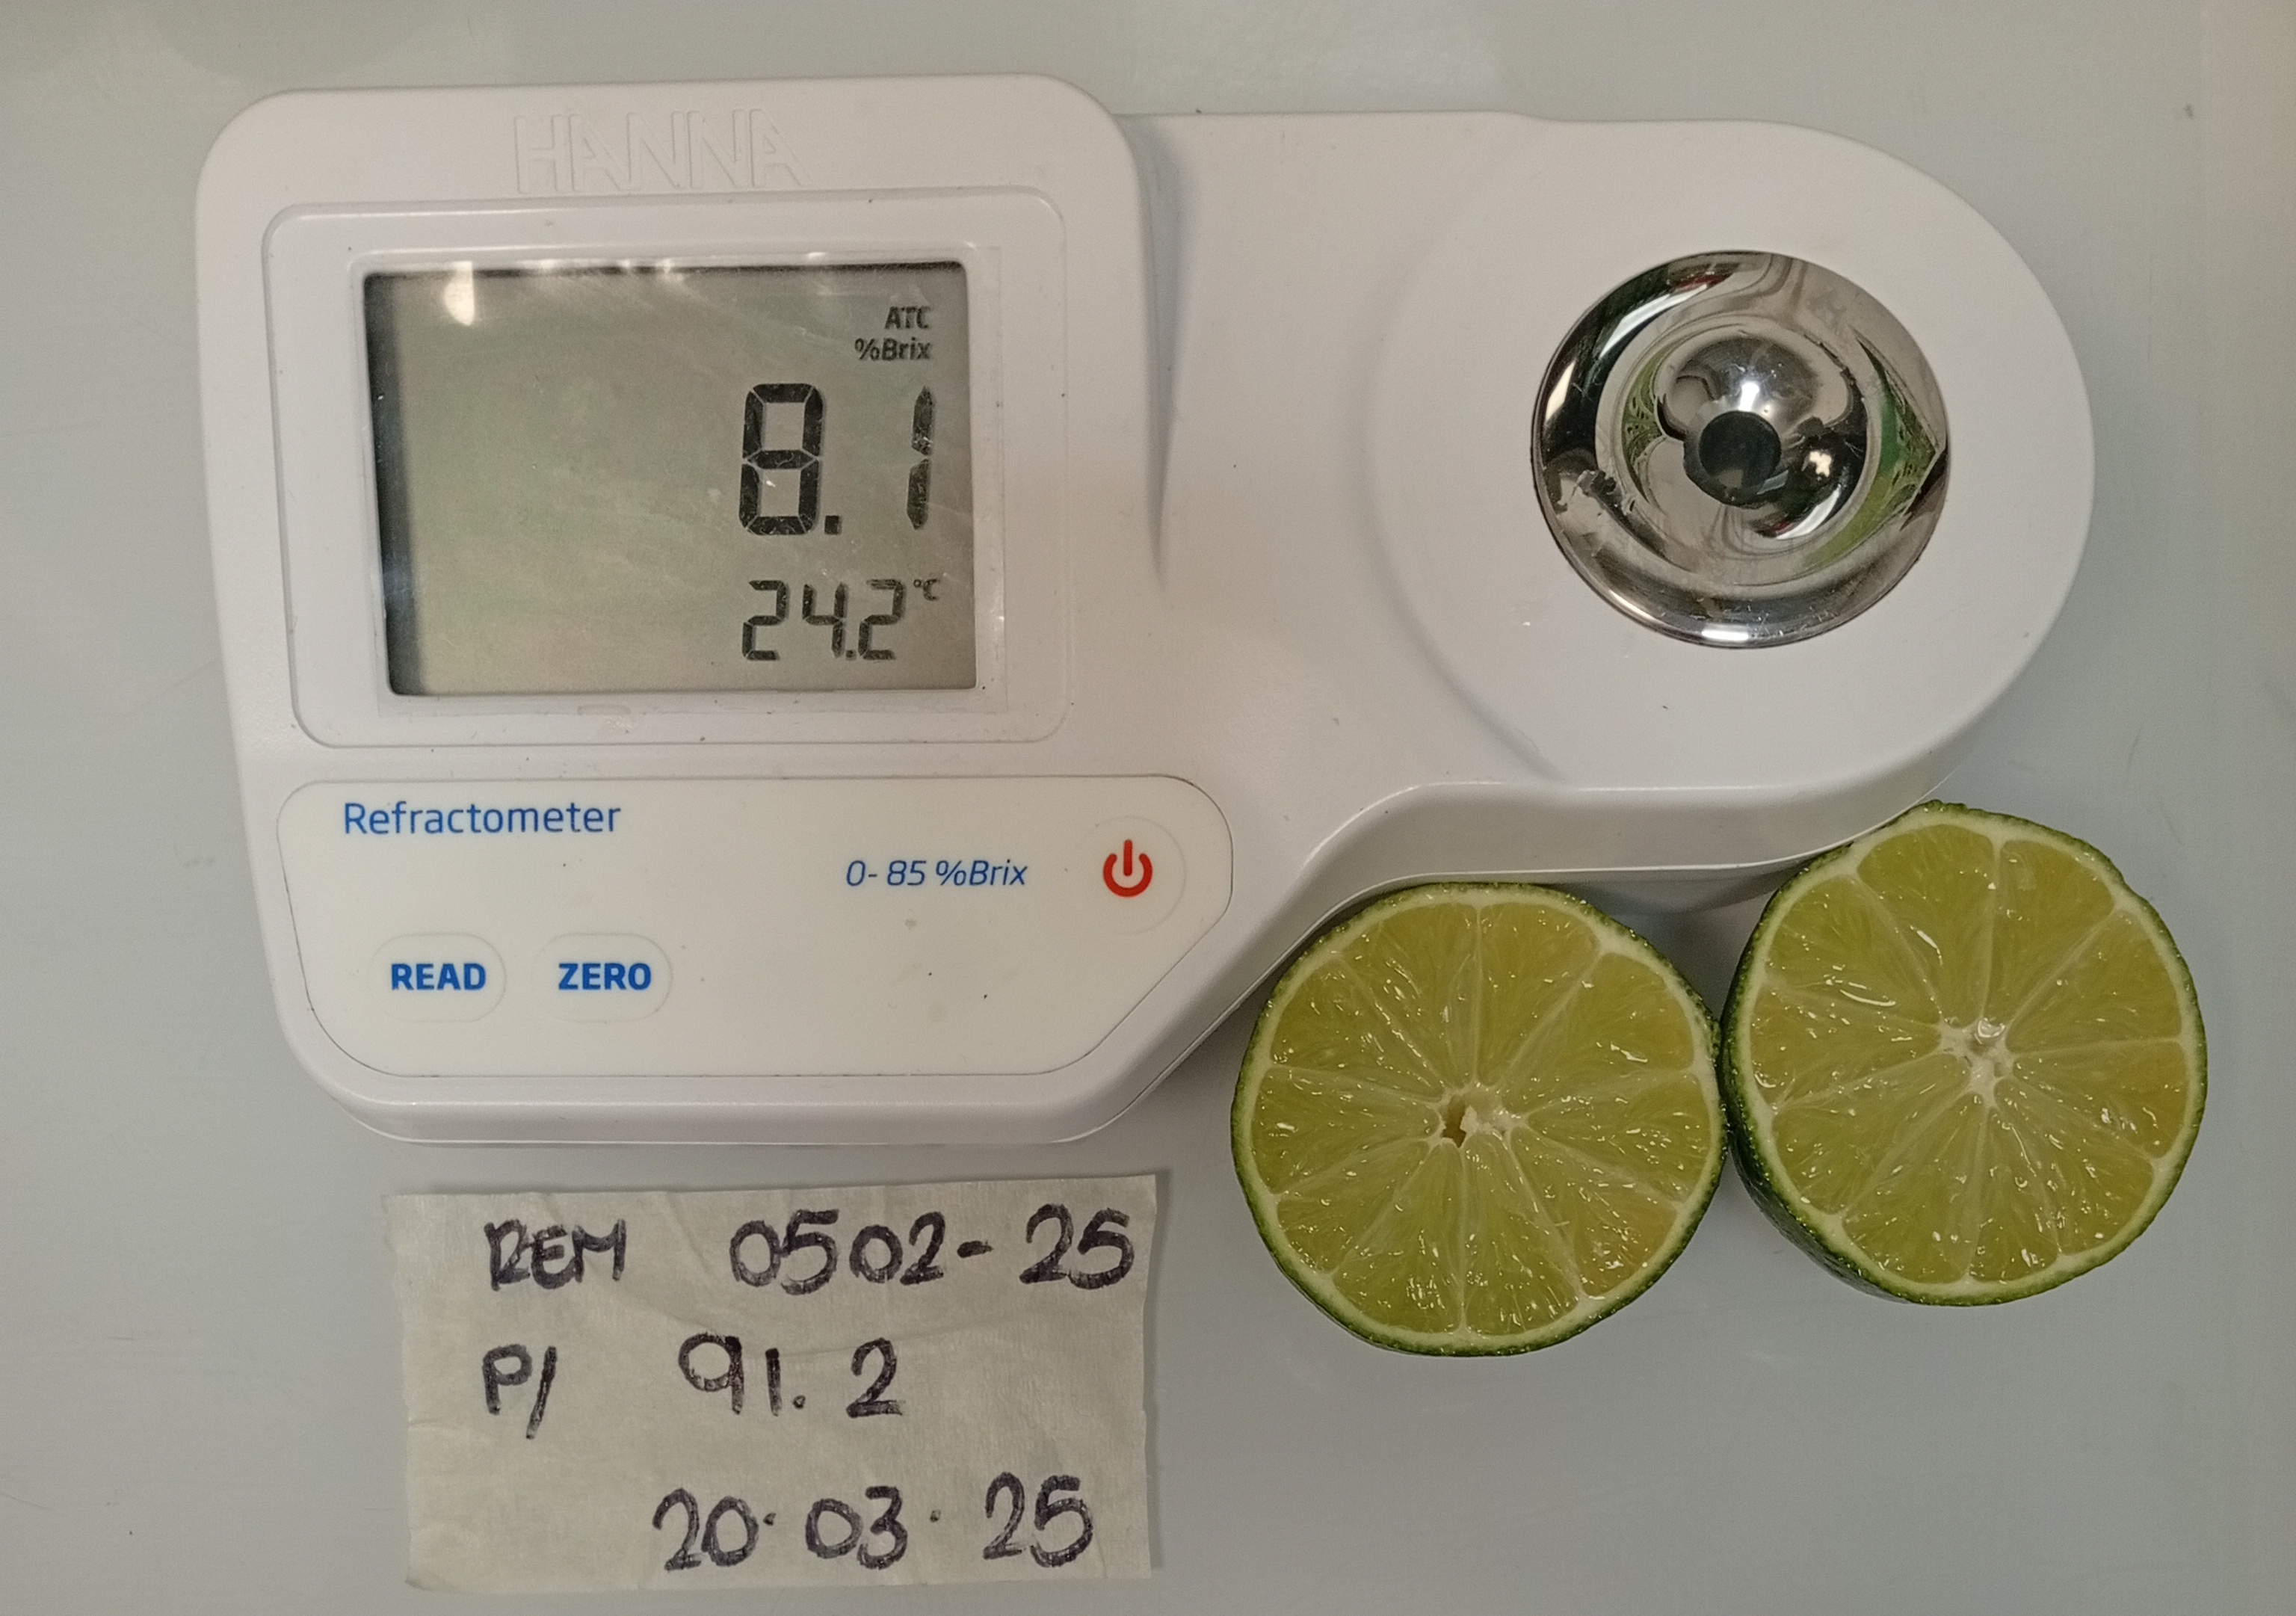 HANNA
ATC
%Brix
8.1
24.2°C
Refractometer
0-85 %Brix
READ ZERO
REM 0502-25
P/ 91.2
20.03.25